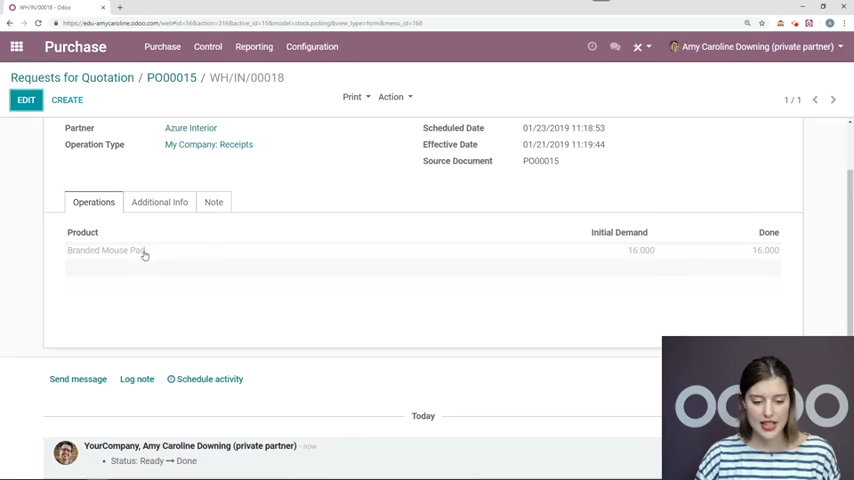 WH/IN/00018 - Odoo
https://edu-amycaroline.odoo.com/web#id=56&action=316&active_id=15&model=stock.picking&view_type=form&menu_id=168
Purchase Purchase Control Reporting Configuration Amy Caroline Downing (private partner)
Requests for Quotation / PO00015 / WH/IN/00018
EDIT CREATE Print Action 1 / 1
Partner Azure Interior Scheduled Date 01/23/2019 11:18:53
Operation Type My Company: Receipts Effective Date 01/21/2019 11:19:44
Source Document PO00015
Operations Additional Info Note
Product Initial Demand Done
Branded Mouse Pad 16.000 16.000
Send message Log note Schedule activity
Today
YourCompany, Amy Caroline Downing (private partner) - now
• Status: Ready → Done
odoo